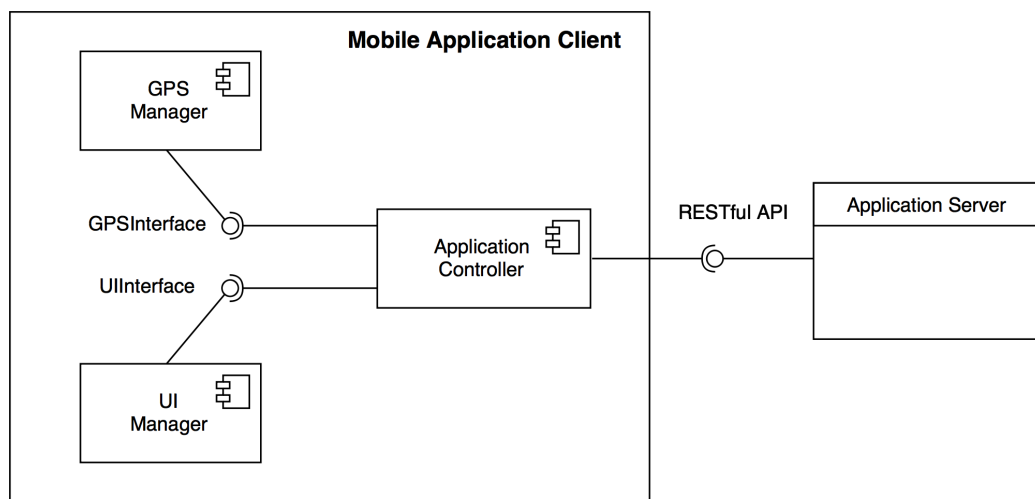 Mobile Application Client
GPS
Manager
GPSInterface
UIInterface
Application
Controller
UI
Manager
RESTful API
Application Server